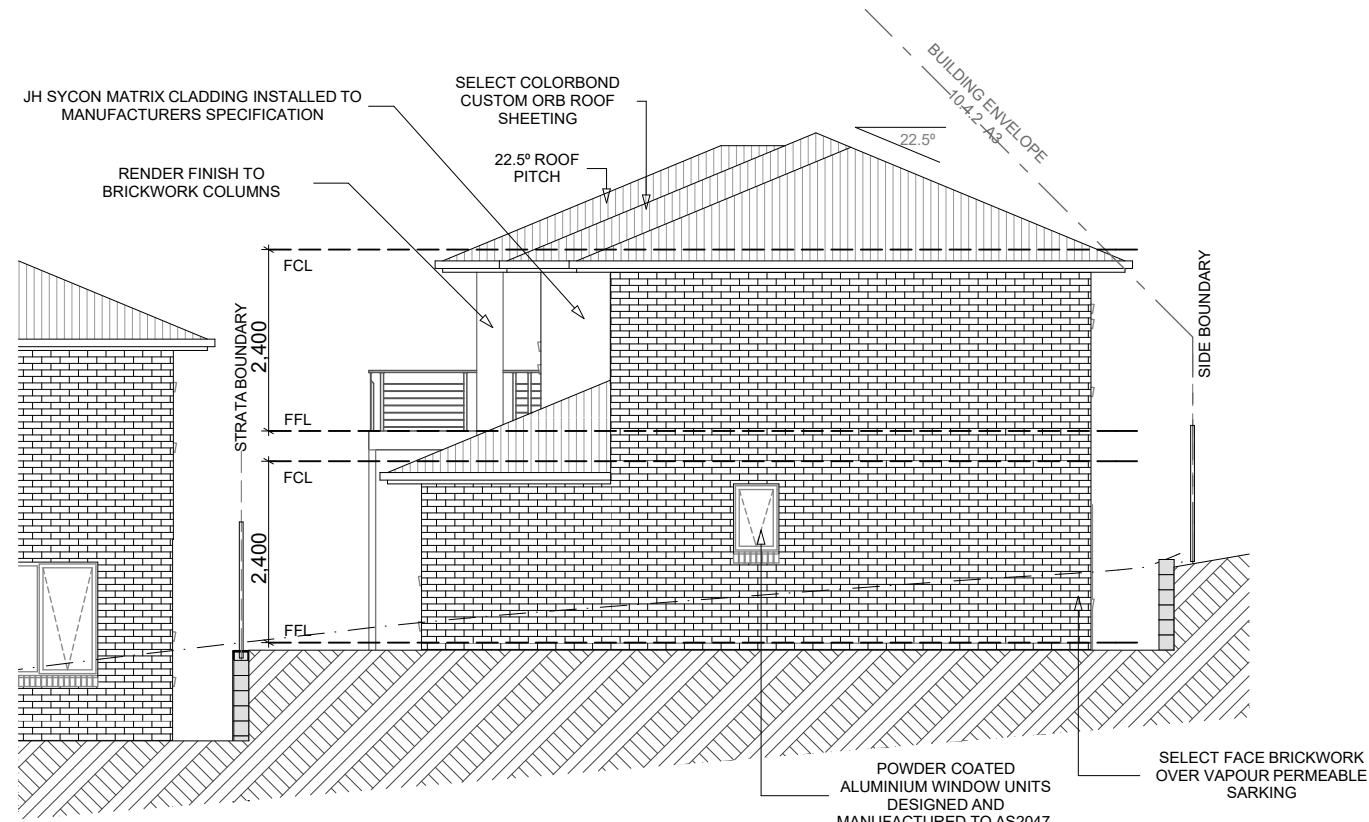 BUILDING ENVELOPE
10.4.2 A3
JH SYCON MATRIX CLADDING INSTALLED TO
MANUFACTURERS SPECIFICATION
SELECT COLORBOND
CUSTOM ORB ROOF
SHEETING
22.5º
22.5º ROOF
PITCH
RENDER FINISH TO
BRICKWORK COLUMNS
FCL
SIDE BOUNDARY
STRATA BOUNDARY
2,400
FFL
FCL
2,400
FFL
POWDER COATED
ALUMINIUM WINDOW UNITS
DESIGNED AND
MANUFACTURED TO AS2047
SELECT FACE BRICKWORK
OVER VAPOUR PERMEABLE
SARKING